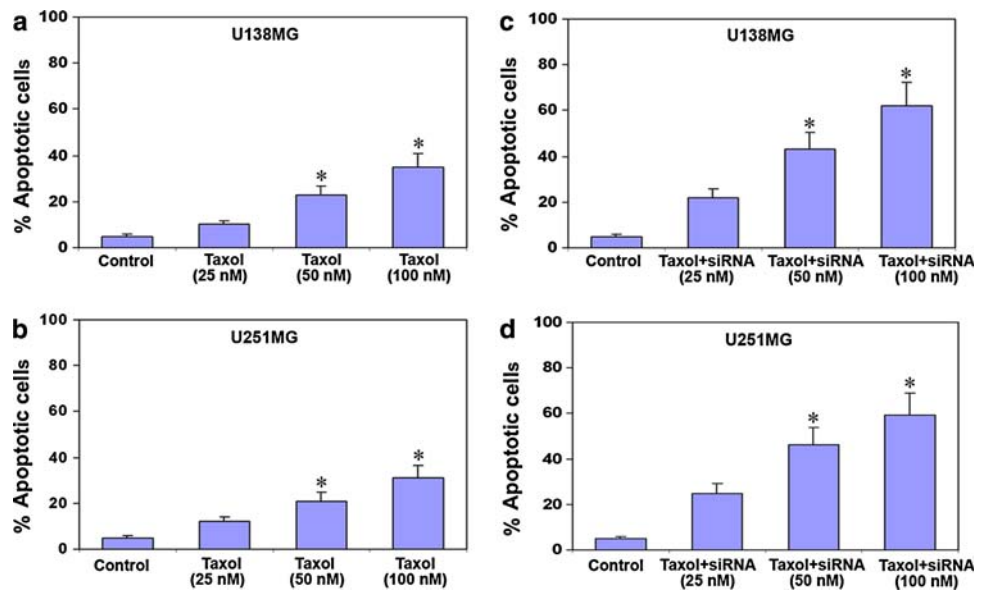 a
U138MG
% Apoptotic cells
100
80
60
40
20
0
Control
Taxol
(25 nM)
Taxol
(50 nM)
Taxol
(100 nM)
*
*
c
U138MG
% Apoptotic cells
100
80
60
40
20
0
Control
Taxol+siRNA
(25 nM)
Taxol+siRNA
(50 nM)
Taxol+siRNA
(100 nM)
*
*
b
U251MG
% Apoptotic cells
100
80
60
40
20
0
Control
Taxol
(25 nM)
Taxol
(50 nM)
Taxol
(100 nM)
*
*
d
U251MG
% Apoptotic cells
100
80
60
40
20
0
Control
Taxol+siRNA
(25 nM)
Taxol+siRNA
(50 nM)
Taxol+siRNA
(100 nM)
*
*